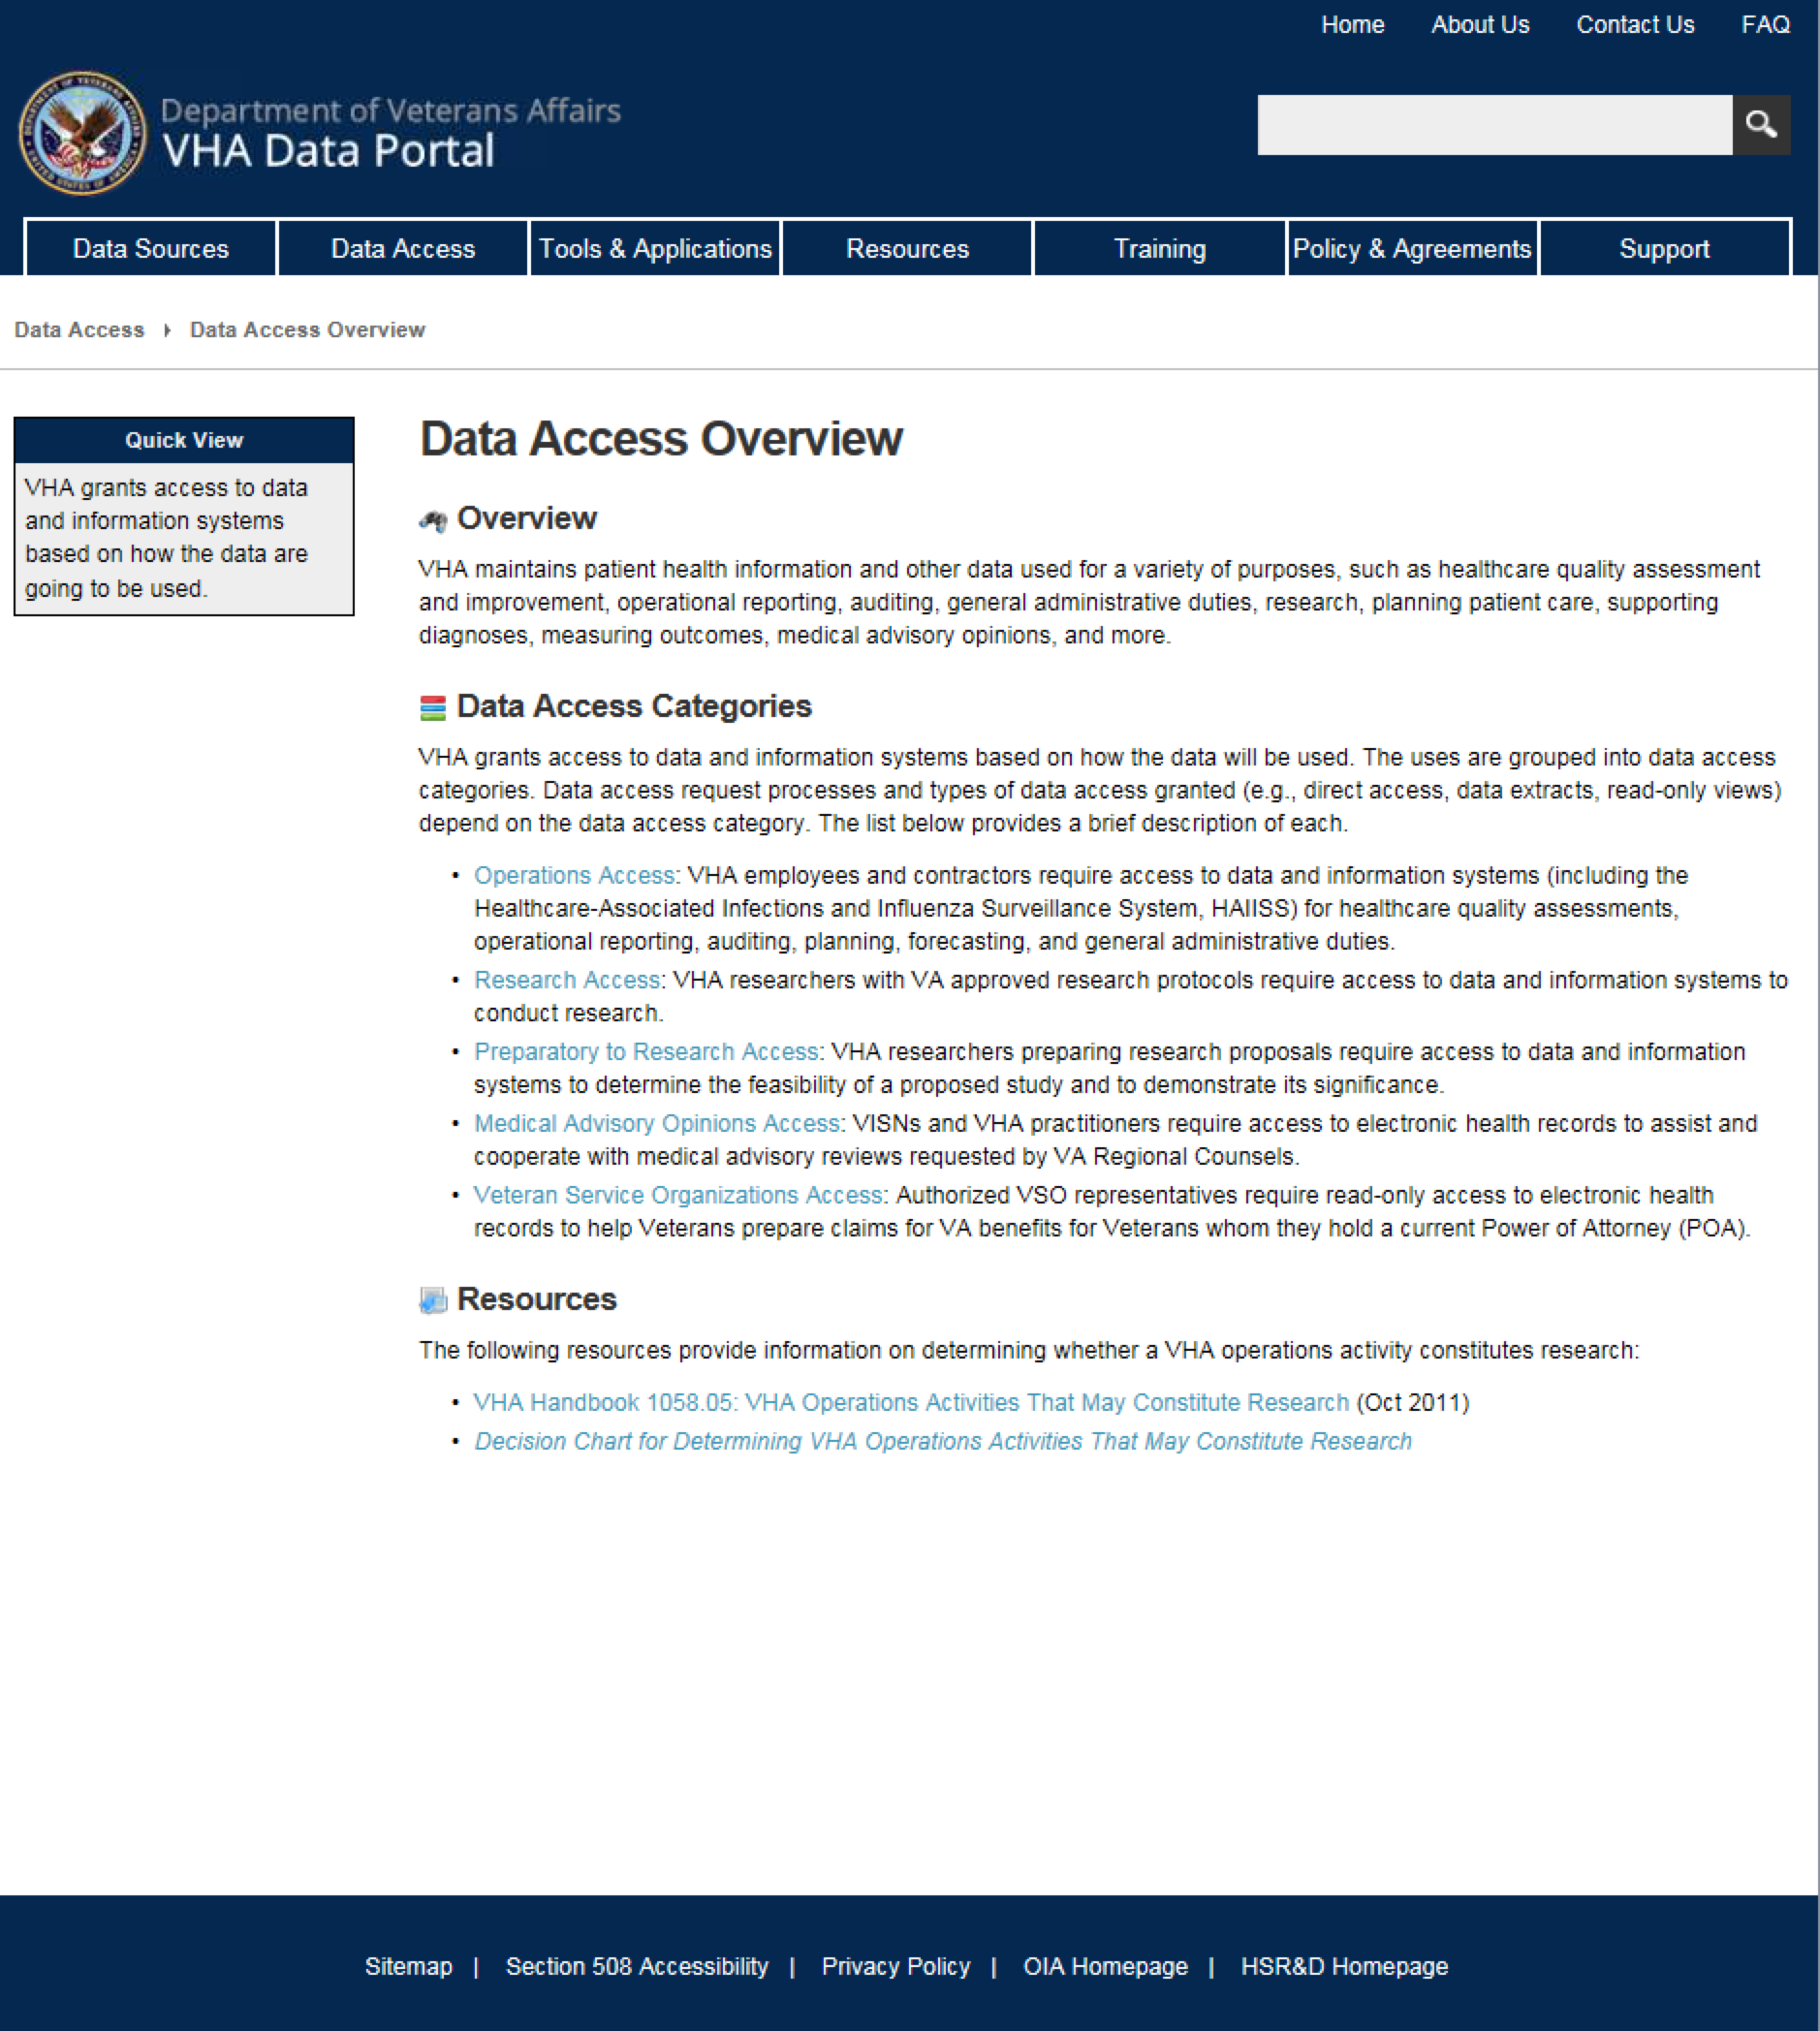 Home About Us Contact Us FAQ
Department of Veterans Affairs
VHA Data Portal
Data Sources Data Access Tools & Applications Resources Training Policy & Agreements Support
Data Access Data Access Overview
Quick View
VHA grants access to data
and information systems
based on how the data are
going to be used.
Data Access Overview
Overview
VHA maintains patient health information and other data used for a variety of purposes, such as healthcare quality assessment
and improvement, operational reporting, auditing, general administrative duties, research, planning patient care, supporting
diagnoses, measuring outcomes, medical advisory opinions, and more.
Data Access Categories
VHA grants access to data and information systems based on how the data will be used. The uses are grouped into data access
categories. Data access request processes and types of data access granted (e.g., direct access, data extracts, read-only views)
depend on the data access category. The list below provides a brief description of each.
• Operations Access: VHA employees and contractors require access to data and information systems (including the
Healthcare-Associated Infections and Influenza Surveillance System, HAIISS) for healthcare quality assessments,
operational reporting, auditing, planning, forecasting, and general administrative duties.
• Research Access: VHA researchers with VA approved research protocols require access to data and information systems to
conduct research.
• Preparatory to Research Access: VHA researchers preparing research proposals require access to data and information
systems to determine the feasibility of a proposed study and to demonstrate its significance.
• Medical Advisory Opinions Access: VISNs and VHA practitioners require access to electronic health records to assist and
cooperate with medical advisory reviews requested by VA Regional Counsels.
• Veteran Service Organizations Access: Authorized VSO representatives require read-only access to electronic health
records to help Veterans prepare claims for VA benefits for Veterans whom they hold a current Power of Attorney (POA).
Resources
The following resources provide information on determining whether a VHA operations activity constitutes research:
• VHA Handbook 1058.05: VHA Operations Activities That May Constitute Research (Oct 2011)
• Decision Chart for Determining VHA Operations Activities That May Constitute Research
Sitemap | Section 508 Accessibility | Privacy Policy | OIA Homepage | HSR&D Homepage